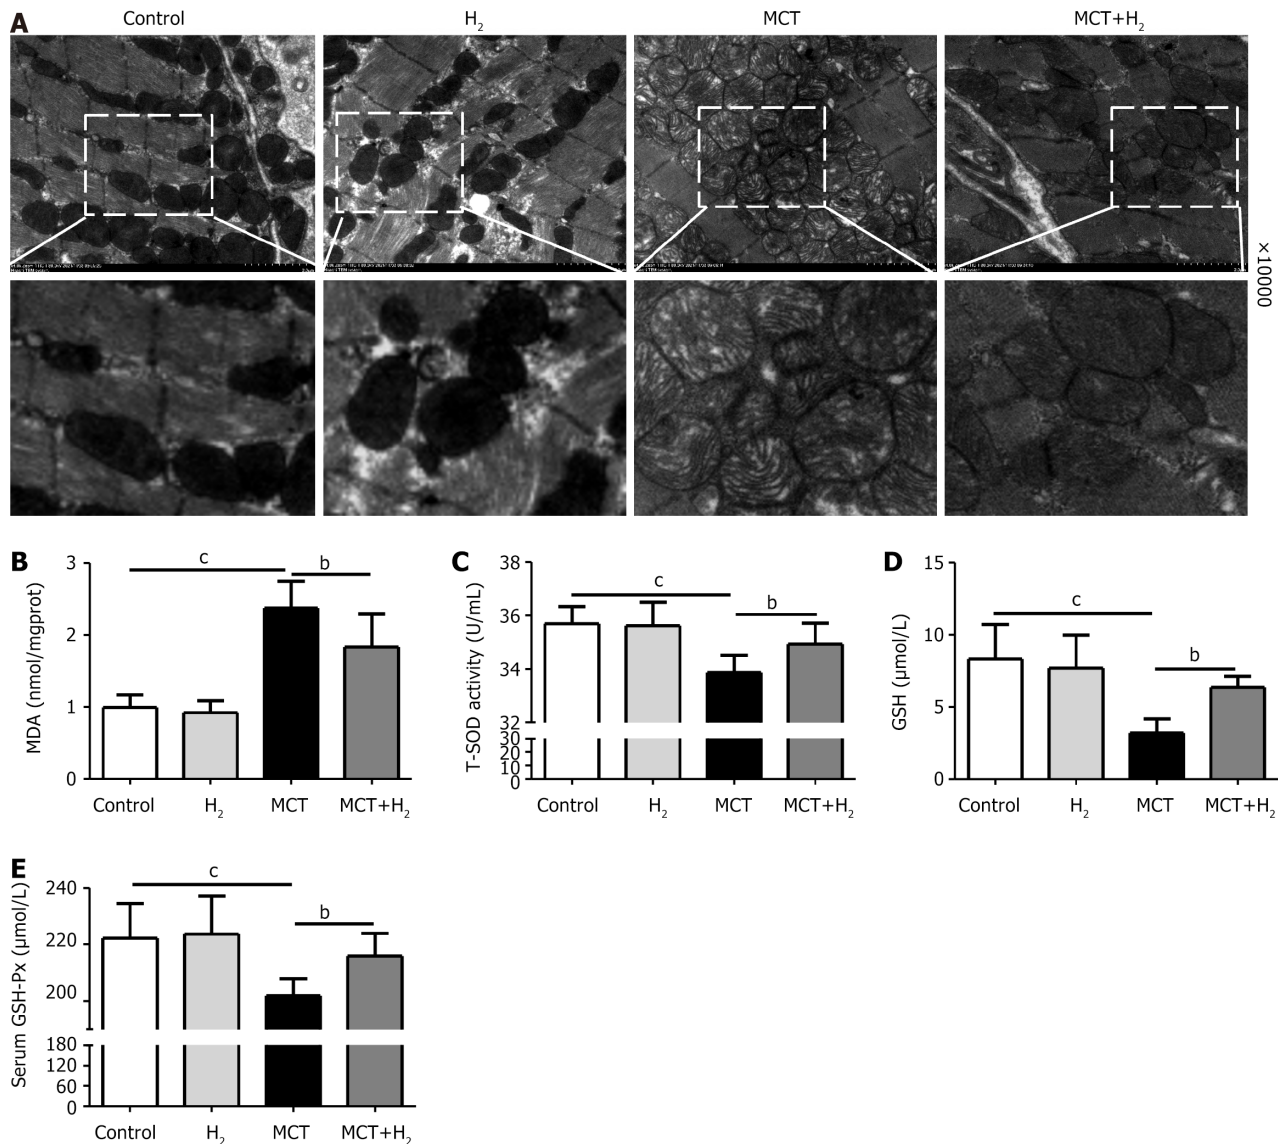 A
Control
H2
MCT
MCT+H2
×10000
B
MDA (nmol/mgprot)
3
2
1
0
c
b
Control
H2
MCT
MCT+H2
C
T-SOD activity (U/mL)
38
36
34
32
30
20
10
0
c
b
Control
H2
MCT
MCT+H2
D
GSH (μmol/L)
15
10
5
0
c
b
Control
H2
MCT
MCT+H2
E
Serum GSH-Px (μmol/L)
240
220
200
180
120
60
0
c
b
Control
H2
MCT
MCT+H2